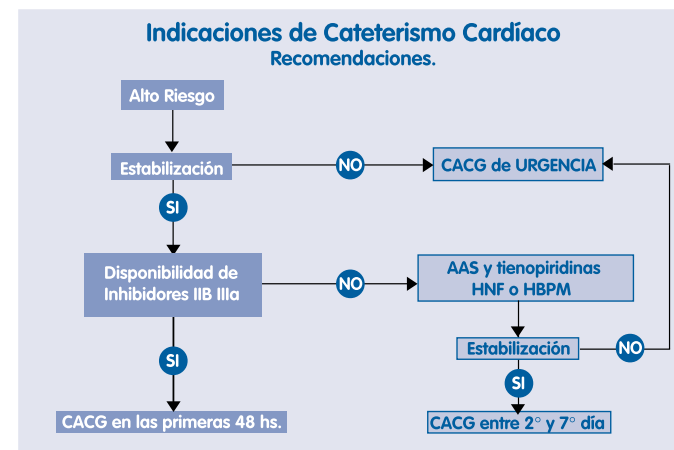 Indicaciones de Cateterismo Cardíaco
Recomendaciones.
Alto Riesgo
Estabilización
NO
CACG de URGENCIA
SI
Disponibilidad de
Inhibidores IIB IIIa
NO
AAS y tienopiridinas
HNF o HBPM
Estabilización
NO
SI
SI
CACG en las primeras 48 hs.
CACG entre 2° y 7° día